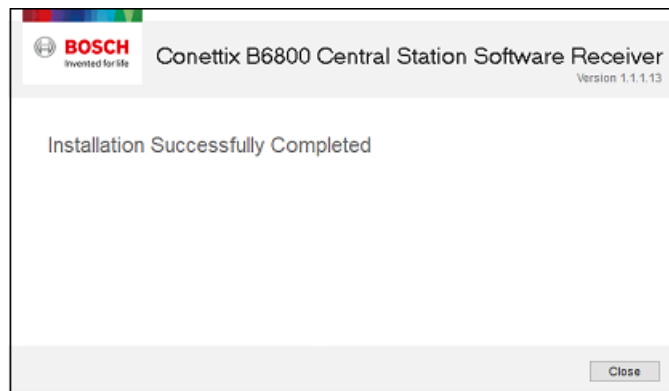 BOSCH
Invented for life
Conettix B6800 Central Station Software Receiver
Version 1.1.1.13
Installation Successfully Completed
Close